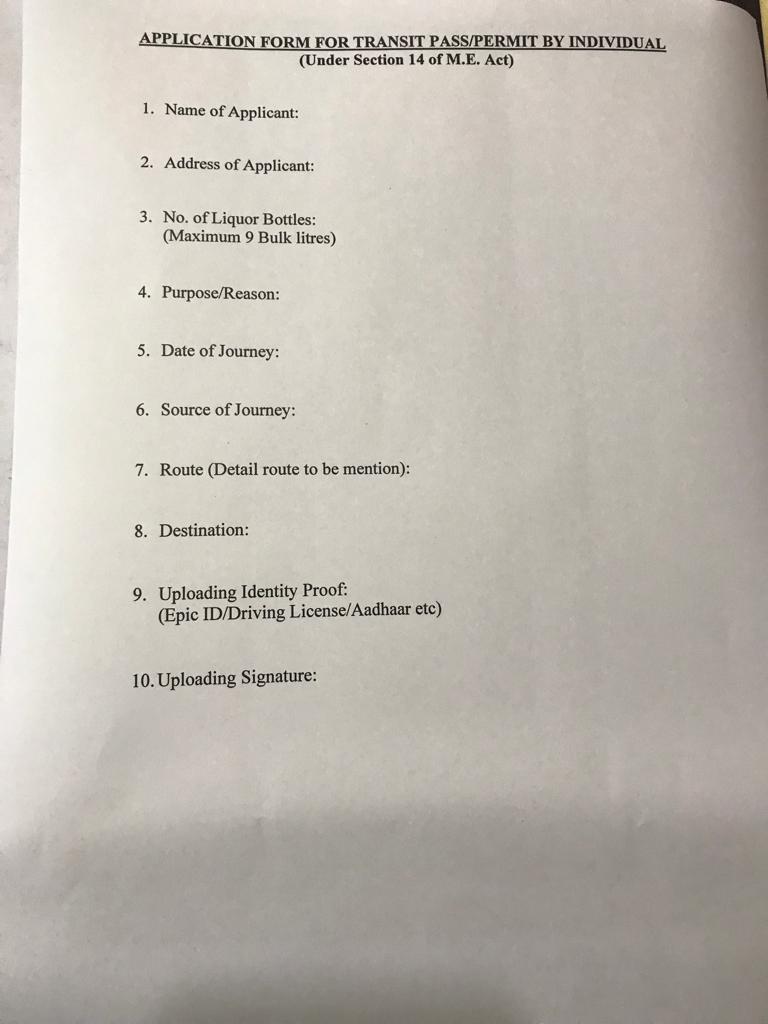 APPLICATION FORM FOR TRANSIT PASS/PERMIT BY INDIVIDUAL
(Under Section 14 of M.E. Act)
1. Name of Applicant:
2. Address of Applicant:
3. No. of Liquor Bottles:
(Maximum 9 Bulk litres)
4. Purpose/Reason:
5. Date of Journey:
6. Source of Journey:
7. Route (Detail route to be mention):
8. Destination:
9. Uploading Identity Proof:
(Epic ID/Driving License/Aadhaar etc)
10. Uploading Signature: